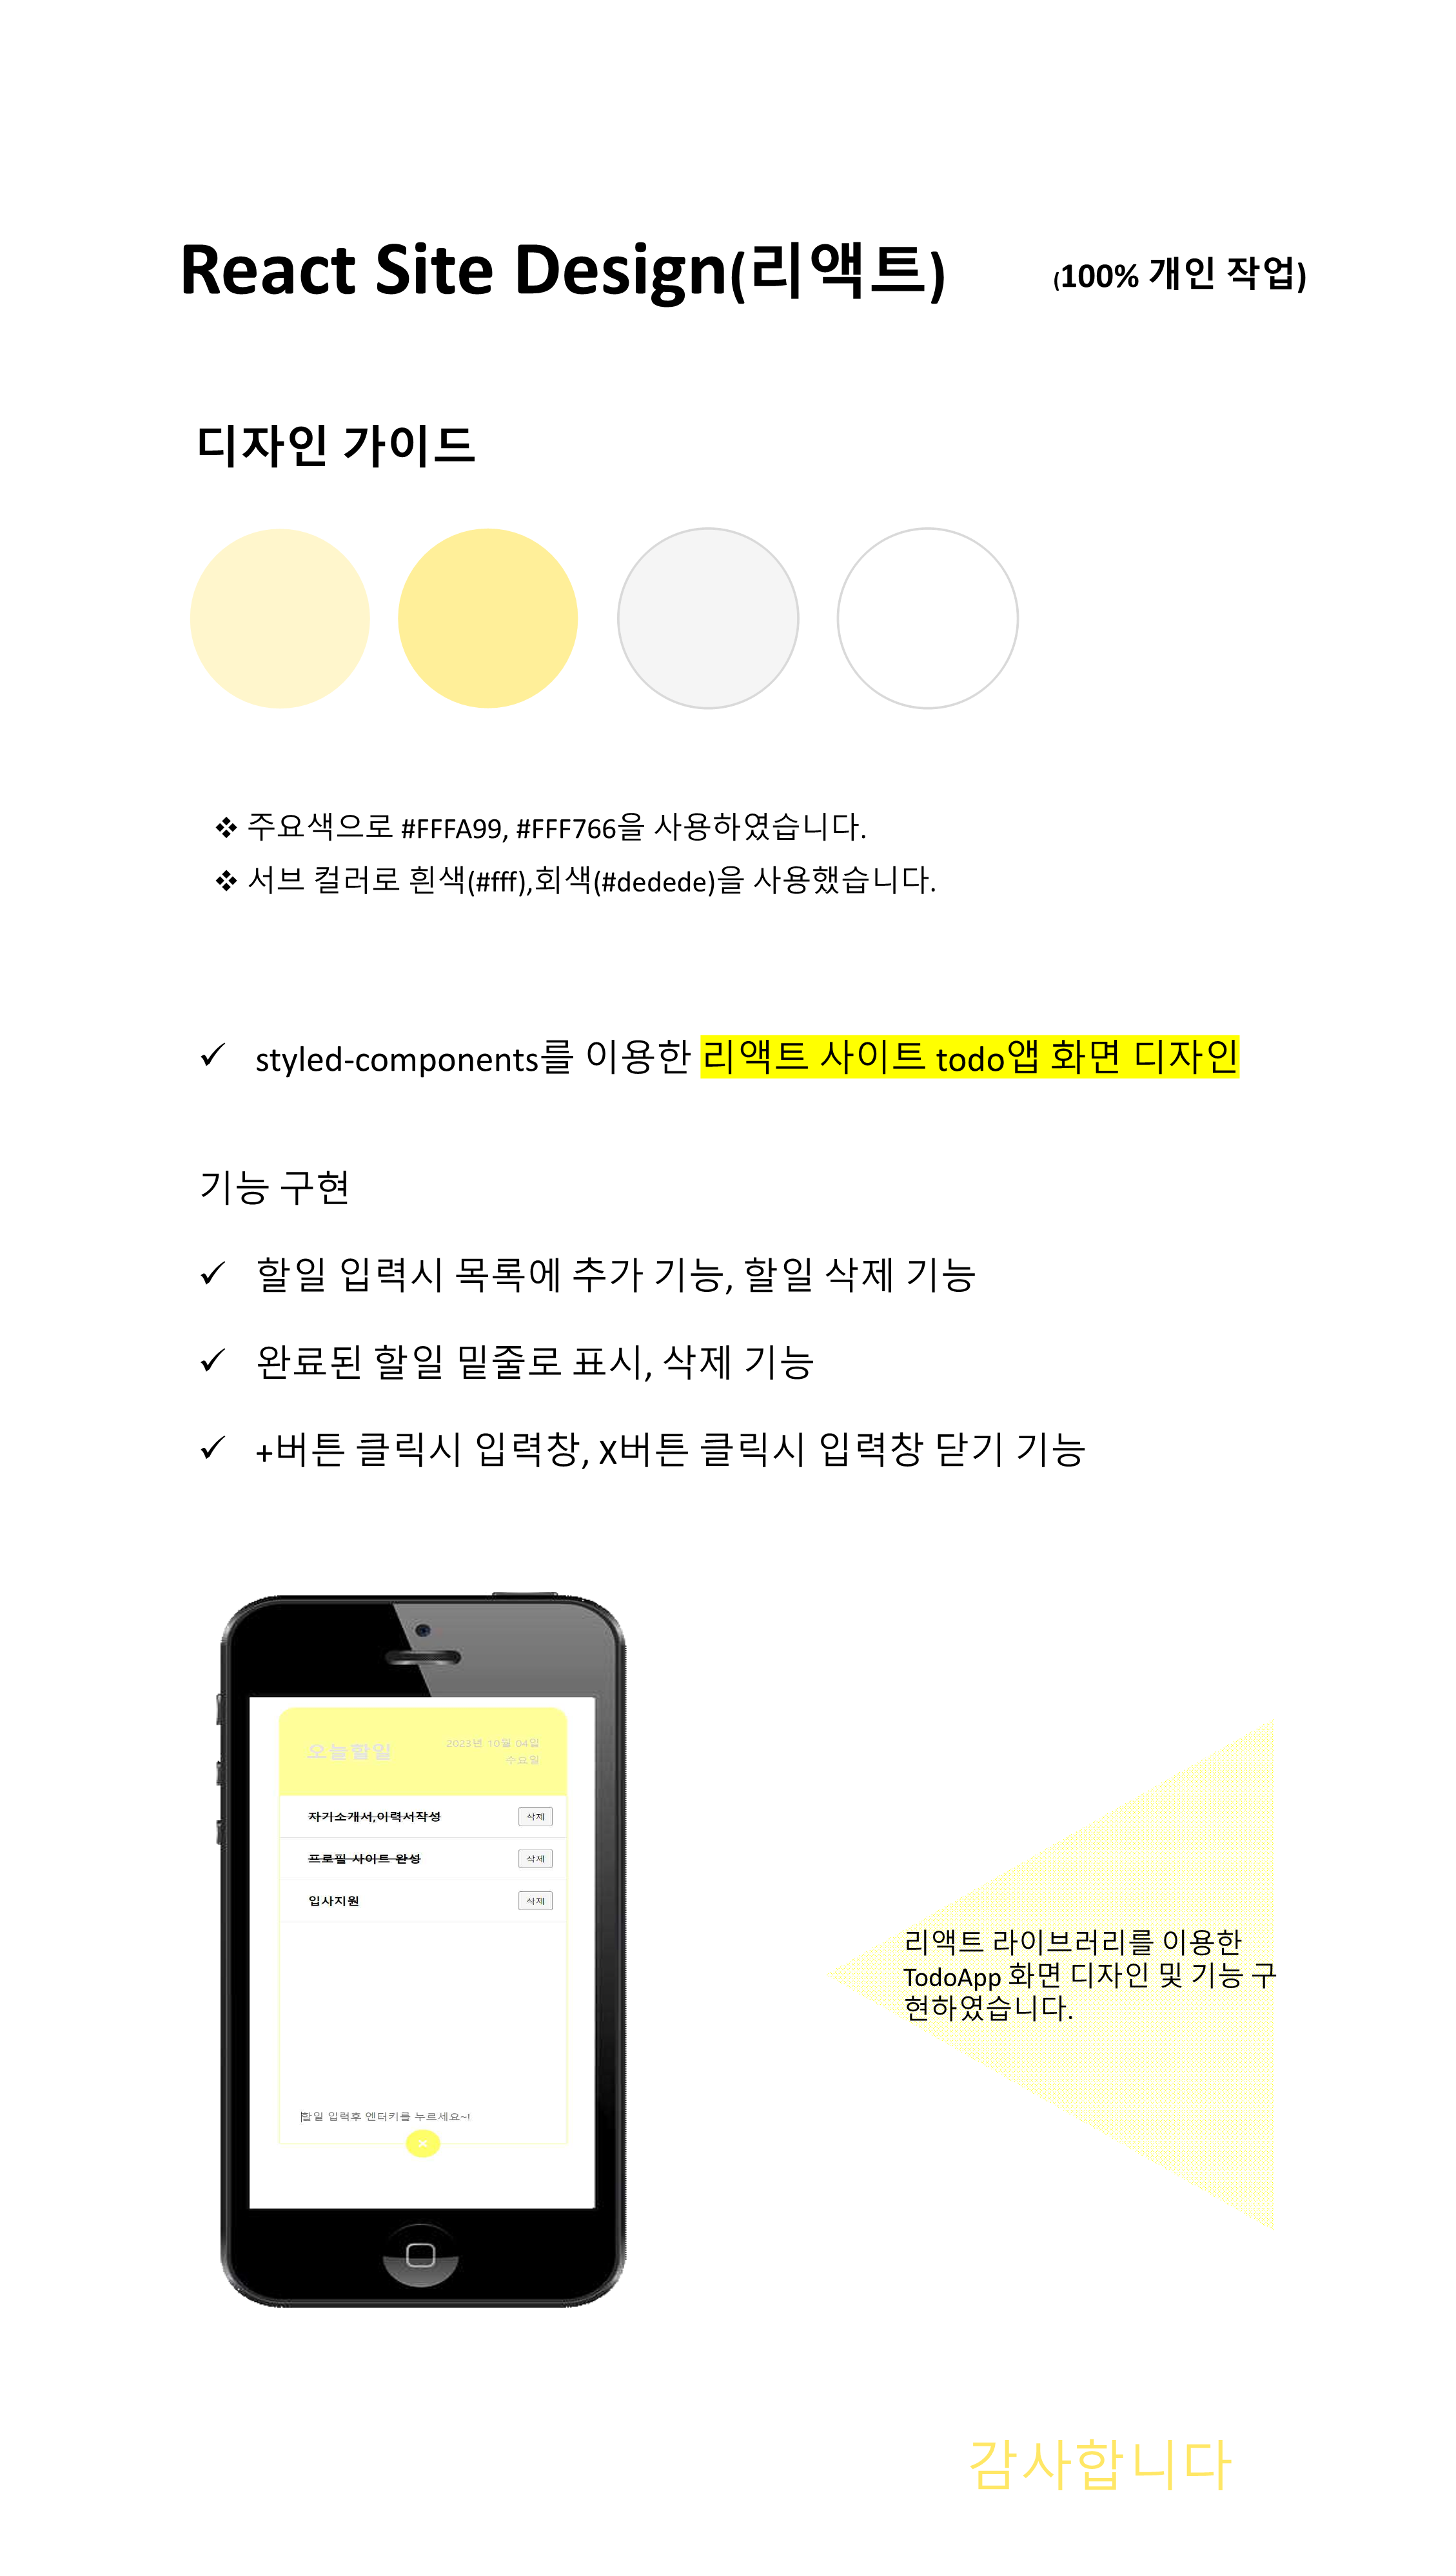 React Site Design(리액트) (100% 개인 작업)
디자인 가이드
❖ 주요색으로 #FFFA99, #FFF766을 사용하였습니다.
❖ 서브 컬러로 흰색(#fff),회색(#dedede)을 사용했습니다.
✓ styled-components를 이용한 리액트 사이트 todo앱 화면 디자인
기능 구현
✓ 할일 입력시 목록에 추가 기능, 할일 삭제 기능
✓ 완료된 할일 밑줄로 표시, 삭제 기능
✓ +버튼 클릭시 입력창, X버튼 클릭시 입력창 닫기 기능
오늘할일
2023년 10월 04일
수요일
자기소개서,이력서작성 삭제
프로필 사이트 완성 삭제
입사지원 삭제
할일 입력후 엔터키를 누르세요~!
×
리액트 라이브러리를 이용한
TodoApp 화면 디자인 및 기능 구
현하였습니다.
감사합니다